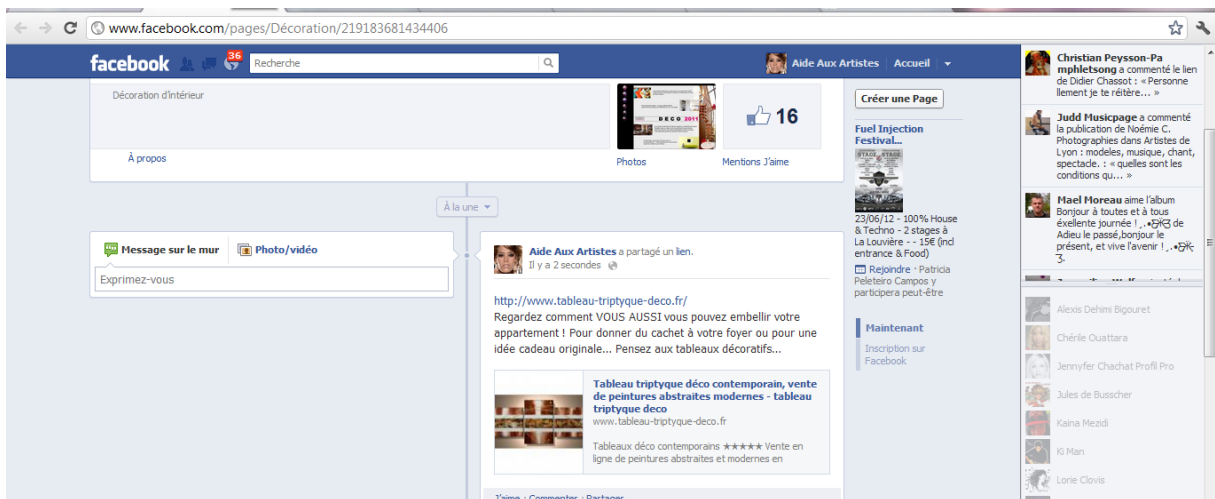 www.facebook.com/pages/Décoration/219183681434406
facebook
36
Recherche
Aide Aux Artistes
Accueil
Décoration d'intérieur
À propos
DECO 2011
16
Photos
Mentions J'aime
À la une
Message sur le mur
Photo/vidéo
Exprimez-vous
Aide Aux Artistes a partagé un lien.
Il y a 2 secondes
http://www.tableau-triptyque-deco.fr/
Regardez comment VOUS AUSSI vous pouvez embellir votre
appartement ! Pour donner du cachet à votre foyer ou pour une
idée cadeau originale... Pensez aux tableaux décoratifs...
Tableau triptyque déco contemporain, vente
de peintures abstraites modernes - tableau
triptyque deco
www.tableau-triptyque-deco.fr
Tableaux déco contemporains ★★★★★ Vente en
ligne de peintures abstraites et modernes en
J'aime · Commenter · Partager
Créer une Page
Fuel Injection
Festival...
23/06/12 - 100% House
& Techno - 2 stages à
La Louvière - - 15€ (incl
entrance & Food)
Rejoindre · Patricia
Peleteiro Campos y
participera peut-être
Maintenant
Inscription sur
Facebook
Christian Peysson-Pa
mphletsong a commenté le lien
de Didier Chassot : « Personne
llement je te réitère... »
Judd Musicpage a commenté
la publication de Noémie C.
Photographies dans Artistes de
Lyon : modeles, musique, chant,
spectacle. : « quelles sont les
conditions qu... »
Mael Moreau aime l'album
Bonjour à toutes et à tous
éxellente journée ! ¸.•Ƹ̵̡Ӝ̵̨̄Ʒ de
Adieu le passé,bonjour le
présent, et vive l'avenir ! ¸.•Ƹ̵̡Ӝ̵̨̄
Ʒ.
Alexis Dehimi Bigouret
Chérile Ouattara
Jennyfer Chachat Profil Pro
Jules de Busscher
Kaina Mezidi
Ki Man
Lorie Clovis